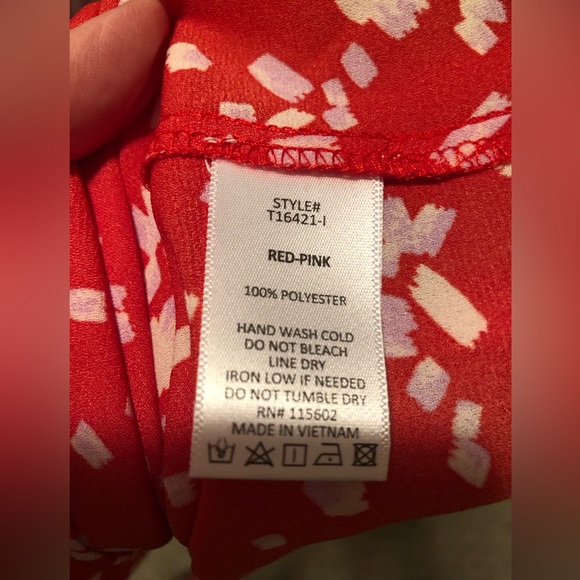 STYLE#
T16421-I
RED-PINK
100% POLYESTER
HAND WASH COLD
DO NOT BLEACH
LINE DRY
IRON LOW IF NEEDED
DO NOT TUMBLE DRY
RN# 115602
MADE IN VIETNAM